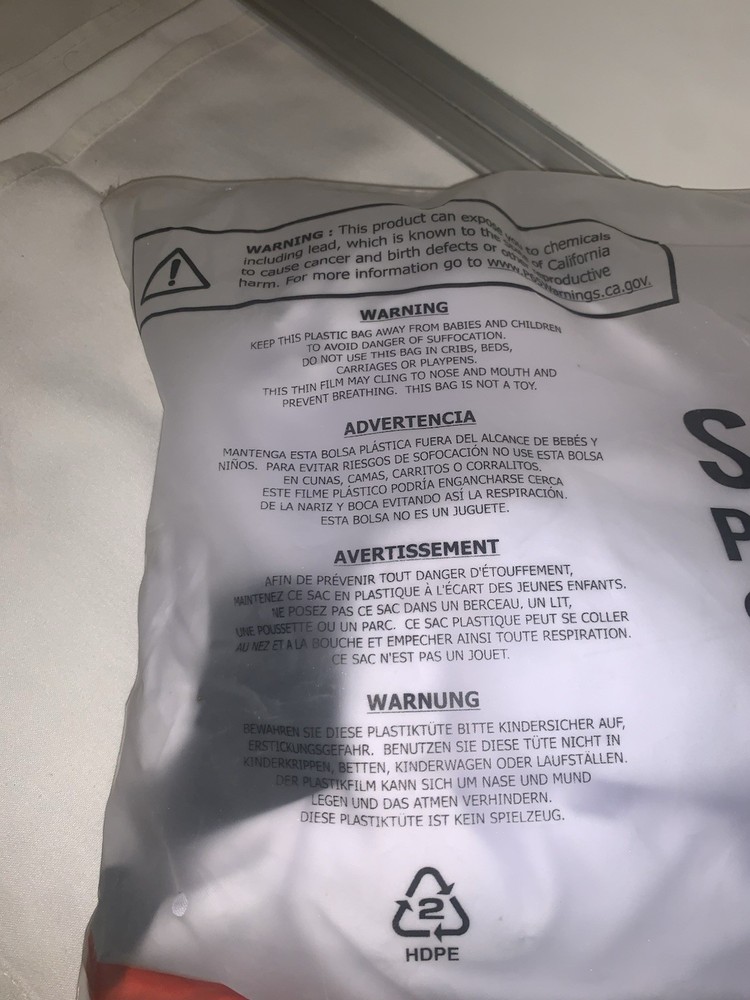 WARNING : This product can expose you to chemicals
including lead, which is known to the of California
to cause cancer and birth defects or other reproductive
harm. For more information go to www.P65Warnings.ca.gov.
WARNING
KEEP THIS PLASTIC BAG AWAY FROM BABIES AND CHILDREN
TO AVOID DANGER OF SUFFOCATION.
DO NOT USE THIS BAG IN CRIBS, BEDS,
CARRIAGES OR PLAYPENS.
THIS THIN FILM MAY CLING TO NOSE AND MOUTH AND
PREVENT BREATHING. THIS BAG IS NOT A TOY.
ADVERTENCIA
MANTENGA ESTA BOLSA PLÁSTICA FUERA DEL ALCANCE DE BEBÉS Y
NIÑOS. PARA EVITAR RIESGOS DE SOFOCACIÓN NO USE ESTA BOLSA
EN CUNAS, CAMAS, CARRITOS O CORRALITOS.
ESTE FILME PLÁSTICO PODRÍA ENGANCHARSE CERCA
DE LA NARIZ Y BOCA EVITANDO ASÍ LA RESPIRACIÓN.
ESTA BOLSA NO ES UN JUGUETE.
AVERTISSEMENT
AFIN DE PRÉVENIR TOUT DANGER D'ÉTOUFFEMENT,
MAINTENEZ CE SAC EN PLASTIQUE À L'ÉCART DES JEUNES ENFANTS.
NE POSEZ PAS CE SAC DANS UN BERCEAU, UN LIT,
UNE POUSSETTE OU UN PARC. CE SAC PLASTIQUE PEUT SE COLLER
AU NEZ ET A LA BOUCHE ET EMPECHER AINSI TOUTE RESPIRATION.
CE SAC N'EST PAS UN JOUET.
WARNUNG
BEWAHREN SIE DIESE PLASTIKTÜTE BITTE KINDERSICHER AUF,
ERSTICKUNGSGEFAHR. BENUTZEN SIE DIESE TÜTE NICHT IN
KINDERKRIPPEN, BETTEN, KINDERWAGEN ODER LAUFSTÄLLEN.
DER PLASTIKFILM KANN SICH UM NASE UND MUND
LEGEN UND DAS ATMEN VERHINDERN.
DIESE PLASTIKTÜTE IST KEIN SPIELZEUG.
2
HDPE
S
P